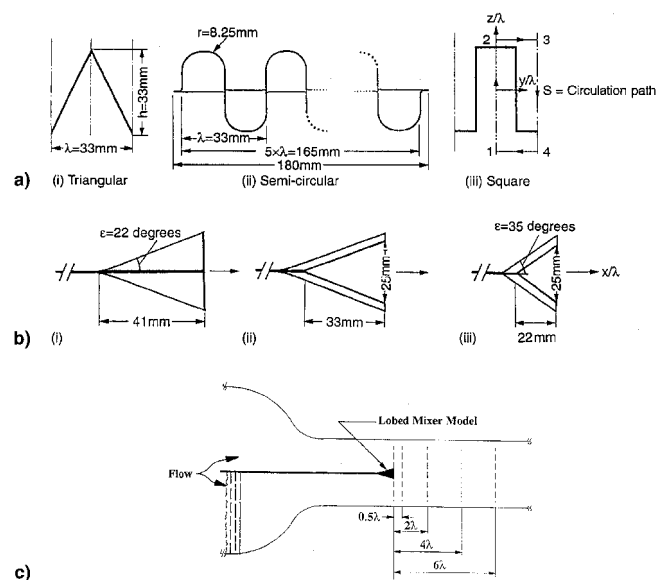 r=8.25mm
z/λ
2
3
h=33mm
y/λ
S = Circulation path
λ=33mm
λ=33mm
5×λ=165mm
180mm
1
4
a)
(i) Triangular
(ii) Semi-circular
(iii) Square
ε=22 degrees
ε=35 degrees
25mm
25mm
x/λ
41mm
33mm
22mm
b)
(i)
(ii)
(iii)
Lobed Mixer Model
Flow
0.5λ
2λ
4λ
6λ
c)